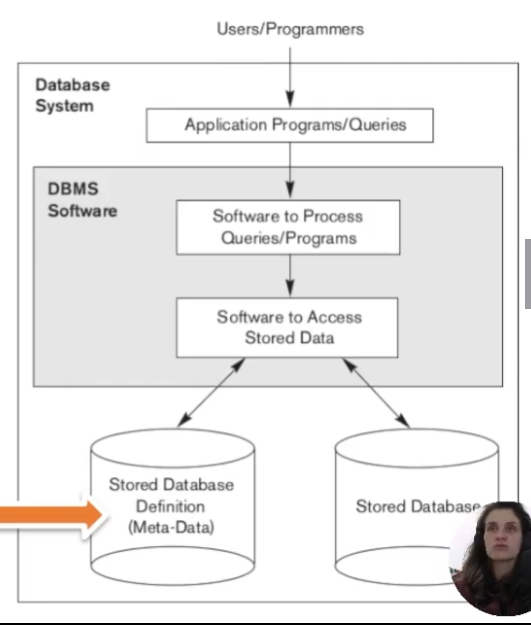 Users/Programmers
Database
System
Application Programs/Queries
DBMS
Software
Software to Process
Queries/Programs
Software to Access
Stored Data
Stored Database
Definition
(Meta-Data)
Stored Database